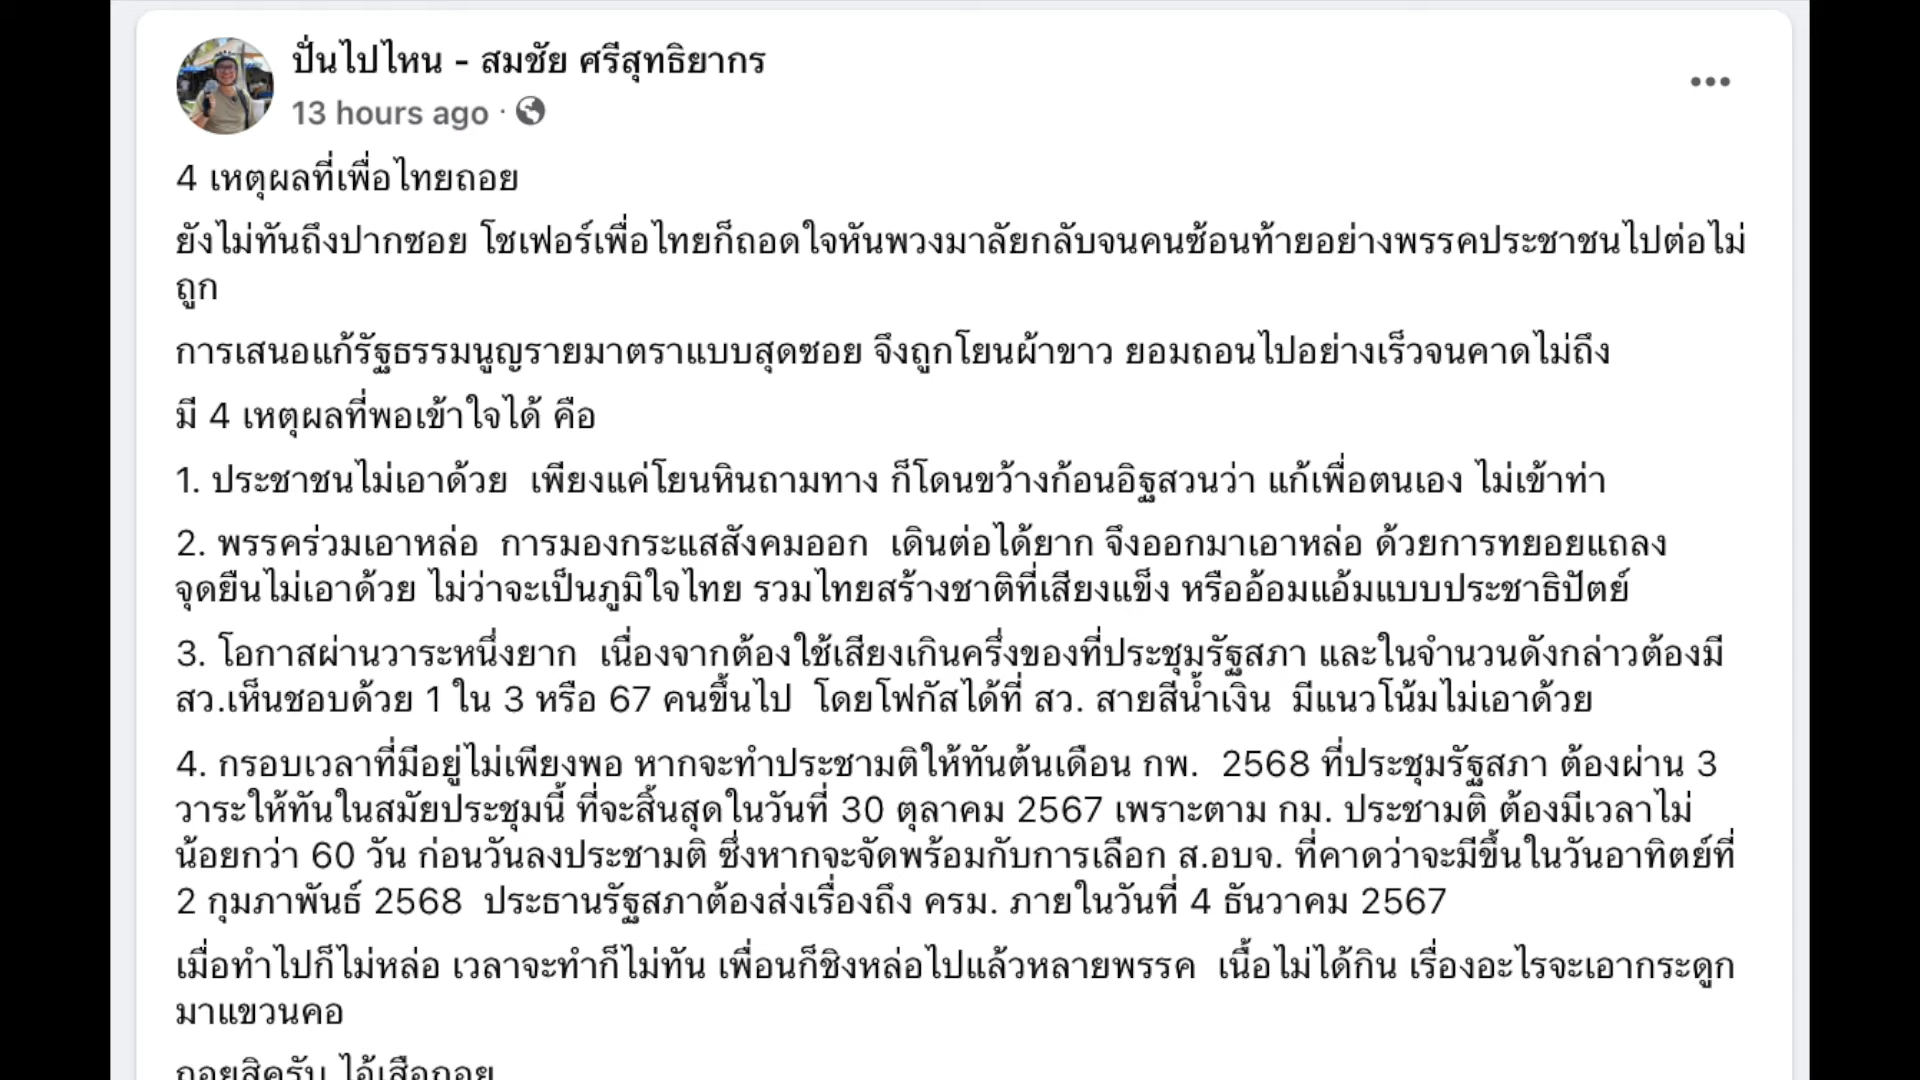 ปั่นไปไหน - สมชัย ศรีสุทธิยากร
13 hours ago ·
4 เหตุผลที่เพื่อไทยถอย
ยังไม่ทันถึงปากซอย โชเฟอร์เพื่อไทยก็ถอดใจหันพวงมาลัยกลับจนคนซ้อนท้ายอย่างพรรคประชาชนไปต่อไม่
ถูก
การเสนอแก้รัฐธรรมนูญรายมาตราแบบสุดซอย จึงถูกโยนผ้าขาว ยอมถอนไปอย่างเร็วจนคาดไม่ถึง
มี 4 เหตุผลที่พอเข้าใจได้ คือ
1. ประชาชนไม่เอาด้วย  เพียงแค่โยนหินถามทาง ก็โดนขว้างก้อนอิฐสวนว่า แก้เพื่อตนเอง ไม่เข้าท่า
2. พรรคร่วมเอาหล่อ  การมองกระแสสังคมออก  เดินต่อได้ยาก จึงออกมาเอาหล่อ ด้วยการทยอยแถลง
จุดยืนไม่เอาด้วย ไม่ว่าจะเป็นภูมิใจไทย รวมไทยสร้างชาติที่เสียงแข็ง หรืออ้อมแอ้มแบบประชาธิปัตย์
3. โอกาสผ่านวาระหนึ่งยาก  เนื่องจากต้องใช้เสียงเกินครึ่งของที่ประชุมรัฐสภา และในจำนวนดังกล่าวต้องมี
สว.เห็นชอบด้วย 1 ใน 3 หรือ 67 คนขึ้นไป  โดยโฟกัสได้ที่ สว. สายสีน้ำเงิน  มีแนวโน้มไม่เอาด้วย
4. กรอบเวลาที่มีอยู่ไม่เพียงพอ หากจะทำประชามติให้ทันต้นเดือน กพ.  2568 ที่ประชุมรัฐสภา ต้องผ่าน 3
วาระให้ทันในสมัยประชุมนี้ ที่จะสิ้นสุดในวันที่ 30 ตุลาคม 2567 เพราะตาม กม. ประชามติ ต้องมีเวลาไม่
น้อยกว่า 60 วัน ก่อนวันลงประชามติ ซึ่งหากจะจัดพร้อมกับการเลือก ส.อบจ. ที่คาดว่าจะมีขึ้นในวันอาทิตย์ที่
2 กุมภาพันธ์ 2568  ประธานรัฐสภาต้องส่งเรื่องถึง ครม. ภายในวันที่ 4 ธันวาคม 2567
เมื่อทำไปก็ไม่หล่อ เวลาจะทำก็ไม่ทัน เพื่อนก็ชิงหล่อไปแล้วหลายพรรค  เนื้อไม่ได้กิน เรื่องอะไรจะเอากระดูก
มาแขวนคอ
ถอยสิครับ ไอ้เสือถอย